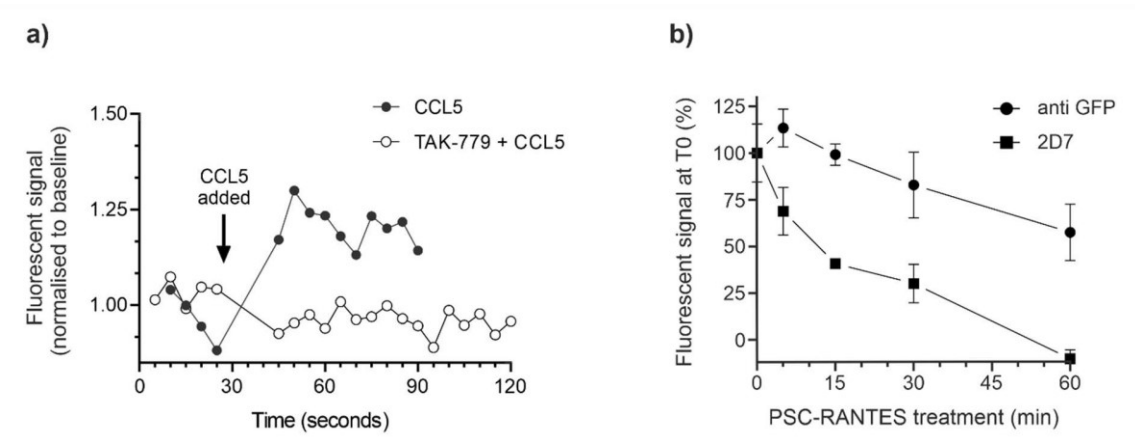 a)
Fluorescent signal
(normalised to baseline)
1.50
1.25
1.00
CCL5
added
CCL5
TAK-779 + CCL5
0
30
60
90
120
Time (seconds)
b)
Fluorescent signal at T0 (%)
125
100
75
50
25
0
anti GFP
2D7
0
15
30
45
60
PSC-RANTES treatment (min)